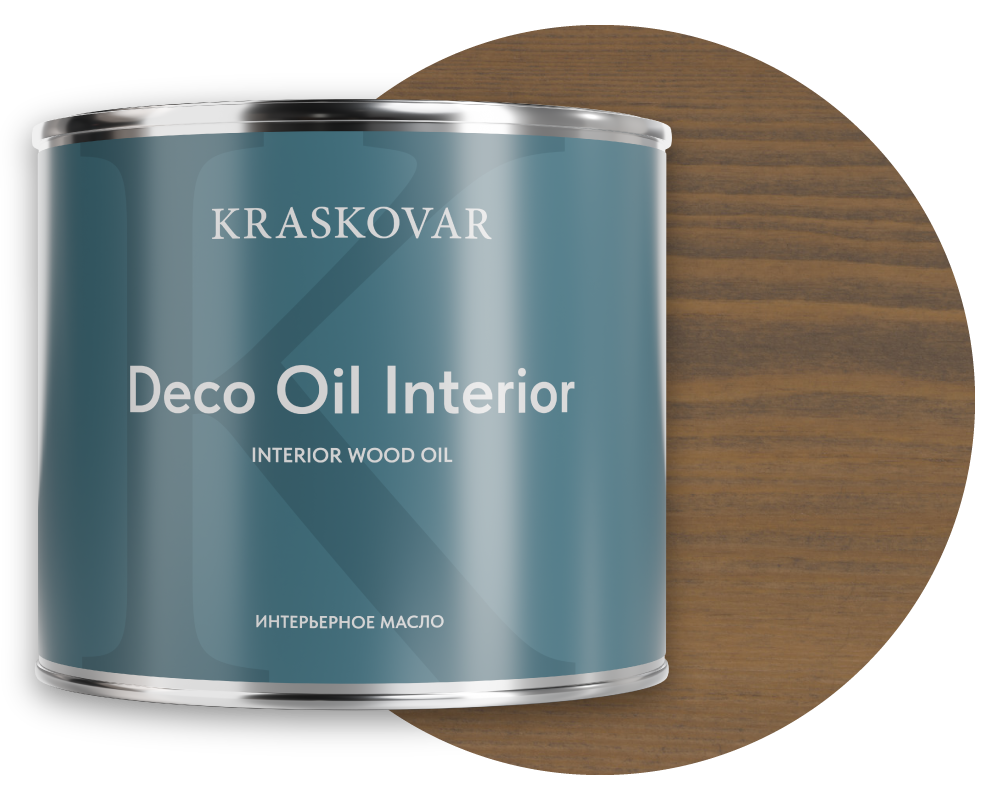 KRASKOVAR
Deco Oil Interior
INTERIOR WOOD OIL
ИНТЕРЬЕРНОЕ МАСЛО